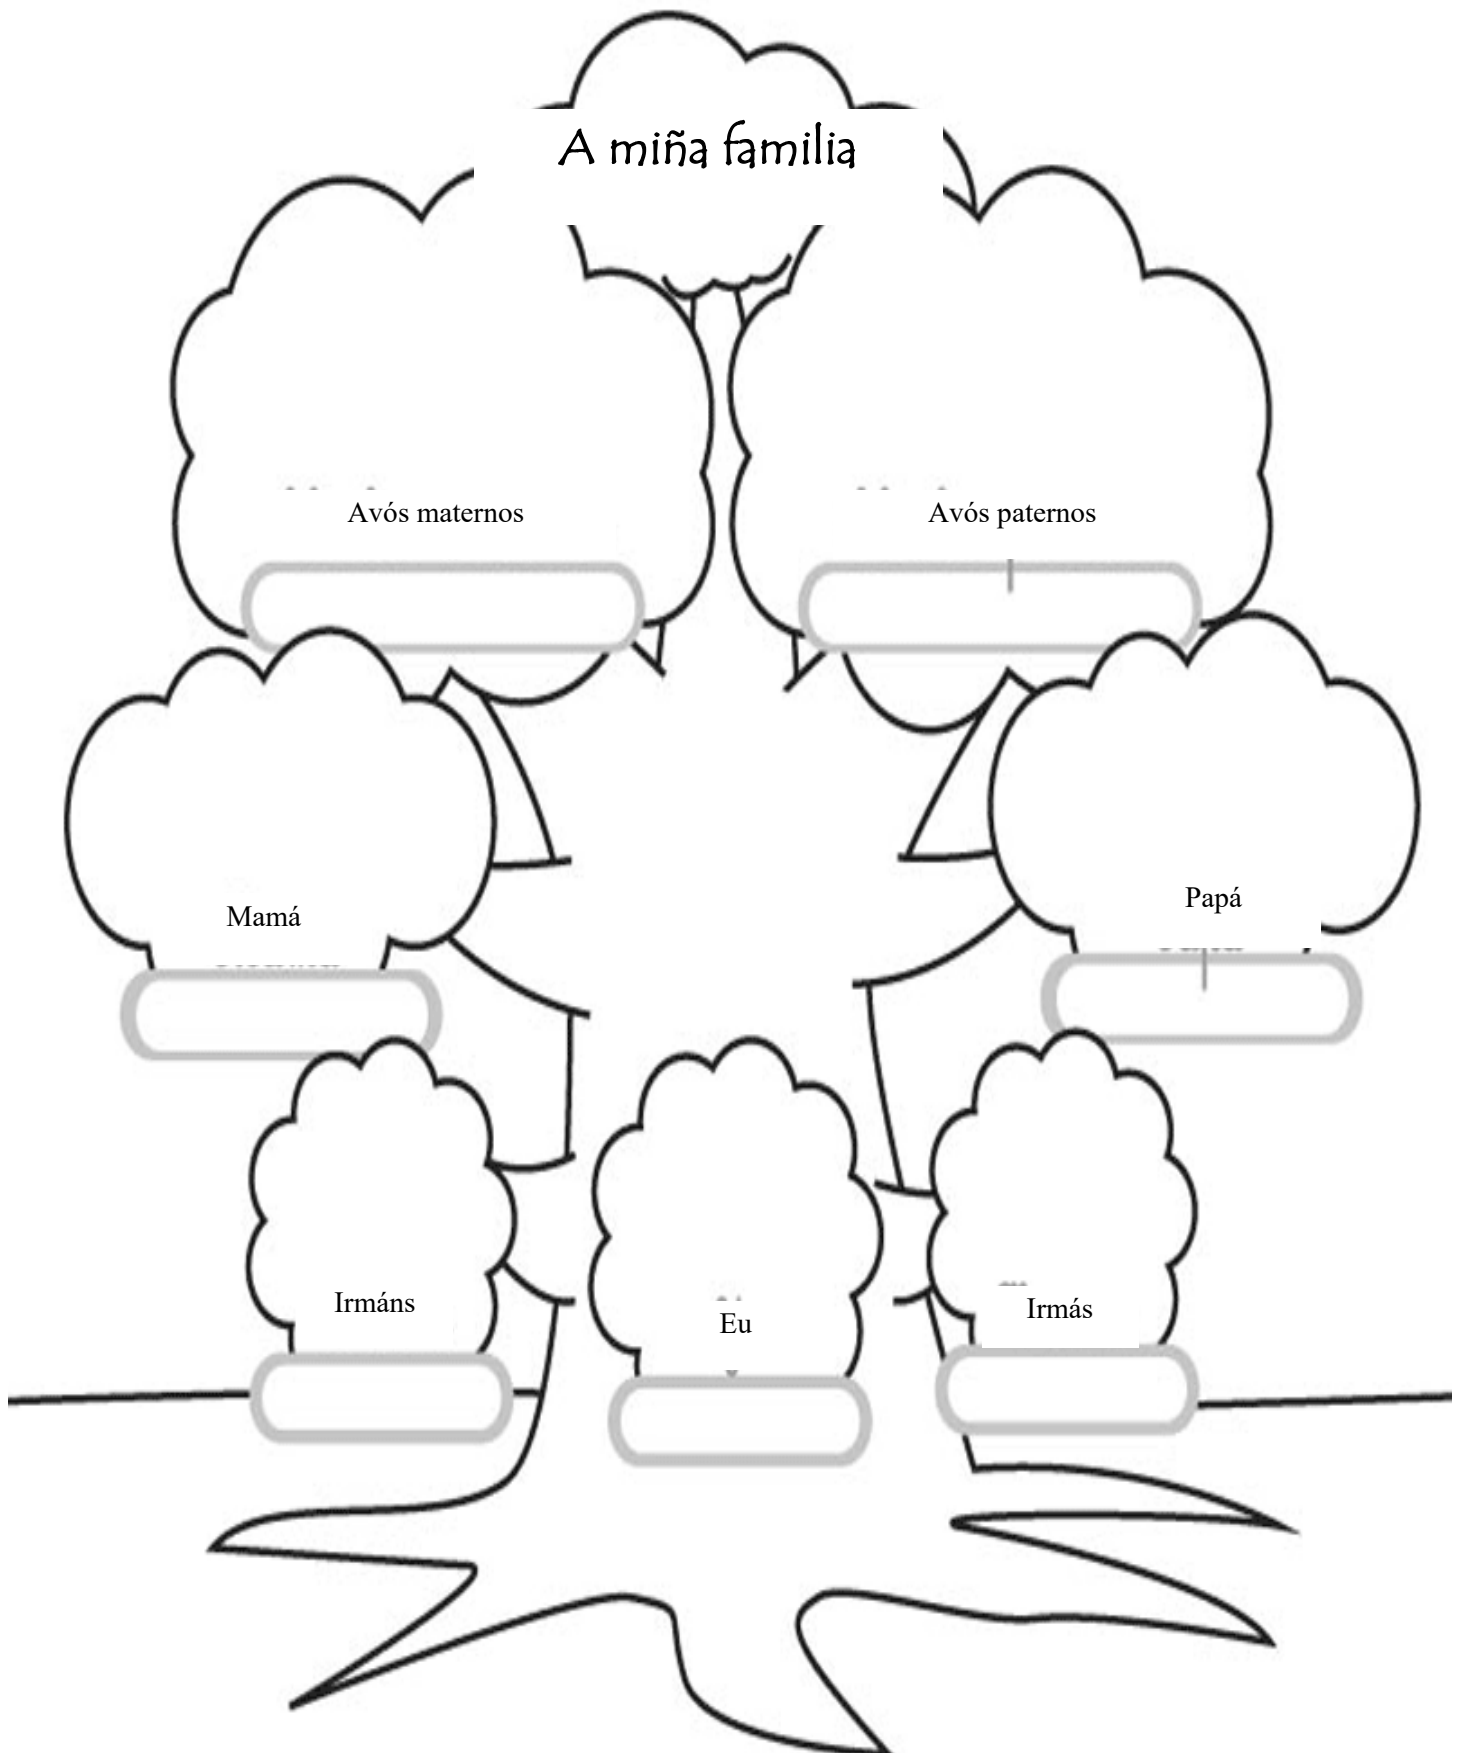 A miña familia
Avós maternos
Avós paternos
Mamá
Papá
Irmáns
Eu
Irmás